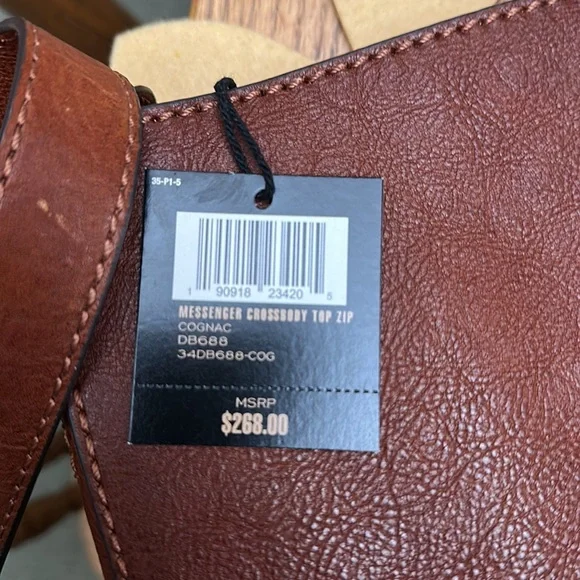 35-P1-5
1 90918 23420 5
MESSENGER CROSSBODY TOP ZIP
COGNAC
DB688
34DB688-COG
MSRP
$268.00